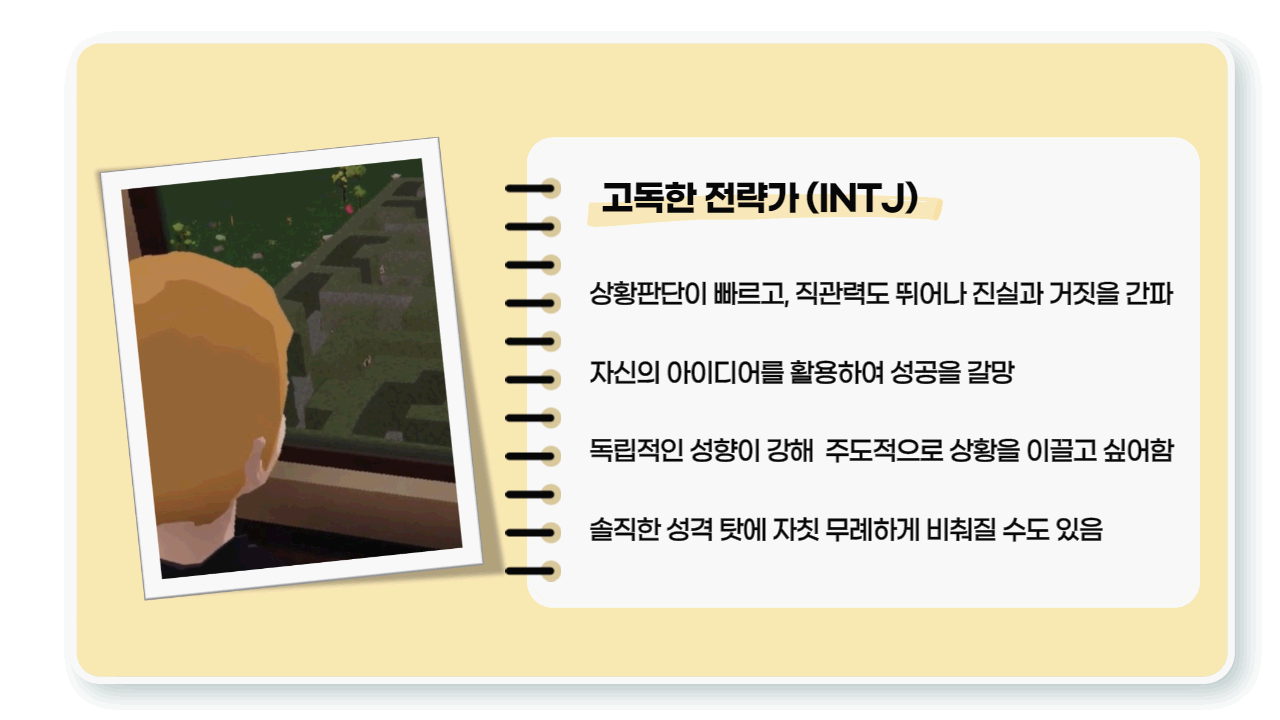 고독한 전략가 (INTJ)
상황판단이 빠르고, 직관력도 뛰어나 진실과 거짓을 간파
자신의 아이디어를 활용하여 성공을 갈망
독립적인 성향이 강해 주도적으로 상황을 이끌고 싶어함
솔직한 성격 탓에 자칫 무례하게 비춰질 수도 있음